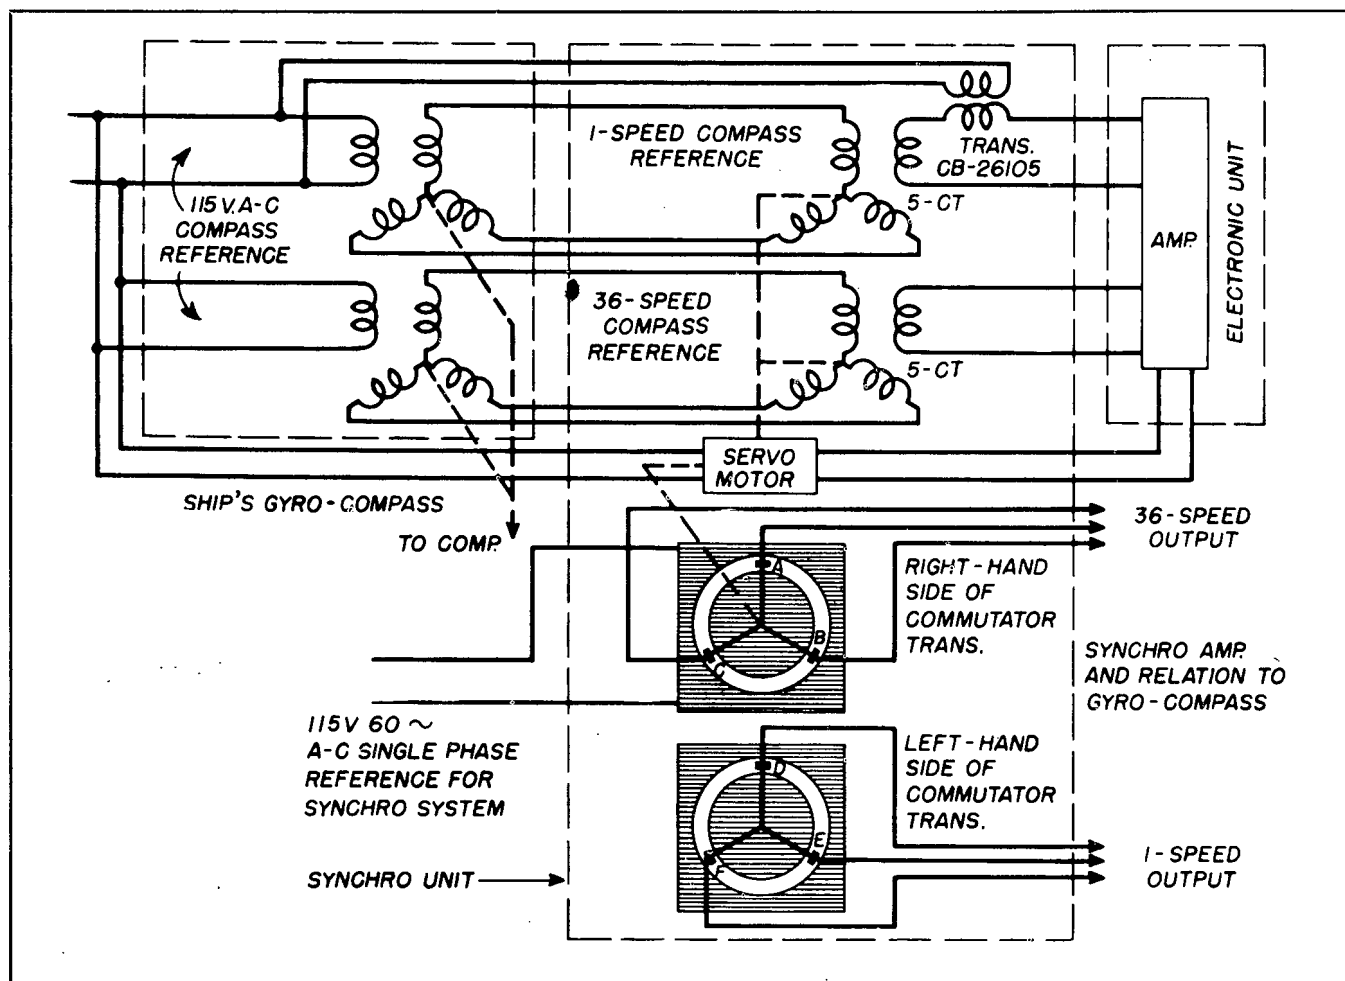 1-SPEED COMPASS
REFERENCE
TRANS.
CB-26105
5-CT
115 V. A-C
COMPASS
REFERENCE
AMP.
ELECTRONIC UNIT
36-SPEED
COMPASS
REFERENCE
5-CT
SERVO
MOTOR
SHIP'S GYRO-COMPASS
TO COMP.
36-SPEED
OUTPUT
A
B
C
RIGHT-HAND
SIDE OF
COMMUTATOR
TRANS.
SYNCHRO AMP.
AND RELATION TO
GYRO-COMPASS
115V 60 ~
A-C SINGLE PHASE
REFERENCE FOR
SYNCHRO SYSTEM
D
E
F
LEFT-HAND
SIDE OF
COMMUTATOR
TRANS.
1-SPEED
OUTPUT
SYNCHRO UNIT